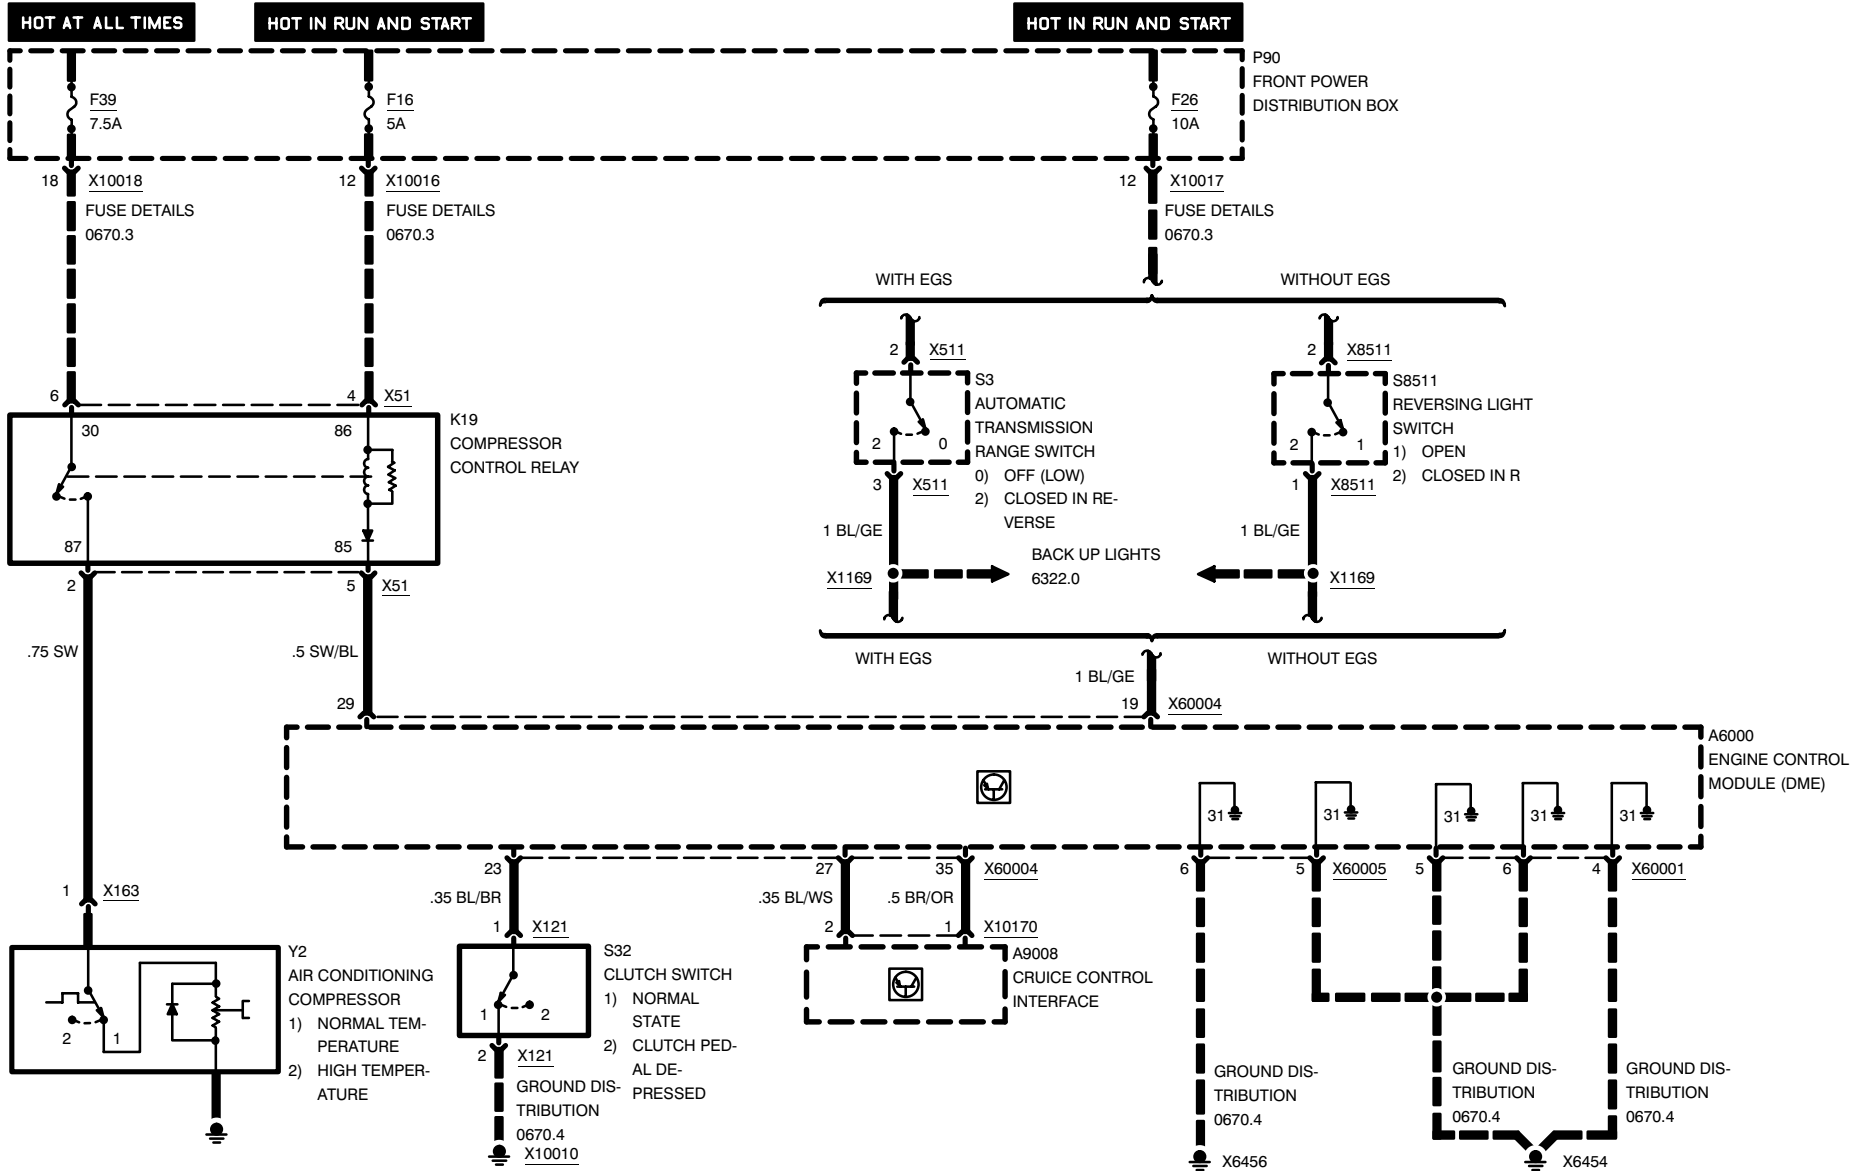 HOT AT ALL TIMES
HOT IN RUN AND START
HOT IN RUN AND START
P90
FRONT POWER
DISTRIBUTION BOX
F39
7.5A
F16
5A
F26
10A
18 X10018
12 X10016
12 X10017
FUSE DETAILS
0670.3
FUSE DETAILS
0670.3
FUSE DETAILS
0670.3
WITH EGS
WITHOUT EGS
2 X511
2 X8511
6
4 X51
30
86
K19
COMPRESSOR
CONTROL RELAY
87
85
2
5 X51
S3
AUTOMATIC
TRANSMISSION
RANGE SWITCH
0) OFF (LOW)
2) CLOSED IN RE-
VERSE
2
0
3 X511
S8511
REVERSING LIGHT
SWITCH
1) OPEN
2) CLOSED IN R
2
1
1 X8511
1 BL/GE
1 BL/GE
BACK UP LIGHTS
6322.0
X1169
X1169
.75 SW
.5 SW/BL
WITH EGS
WITHOUT EGS
1 BL/GE
29
19 X60004
A6000
ENGINE CONTROL
MODULE (DME)
31
31
31
31
31
23
27
35 X60004
6
5 X60005
5
6
4 X60001
1 X163
.35 BL/BR
.35 BL/WS
.5 BR/OR
1 X121
2
1 X10170
Y2
AIR CONDITIONING
COMPRESSOR
1) NORMAL TEM-
PERATURE
2) HIGH TEMPER-
ATURE
2
1
S32
CLUTCH SWITCH
1) NORMAL
STATE
2) CLUTCH PED-
AL DE-
PRESSED
1
2
2 X121
GROUND DIS-
TRIBUTION
0670.4
X10010
A9008
CRUICE CONTROL
INTERFACE
GROUND DIS-
TRIBUTION
0670.4
X6456
GROUND DIS-
TRIBUTION
0670.4
GROUND DIS-
TRIBUTION
0670.4
X6454